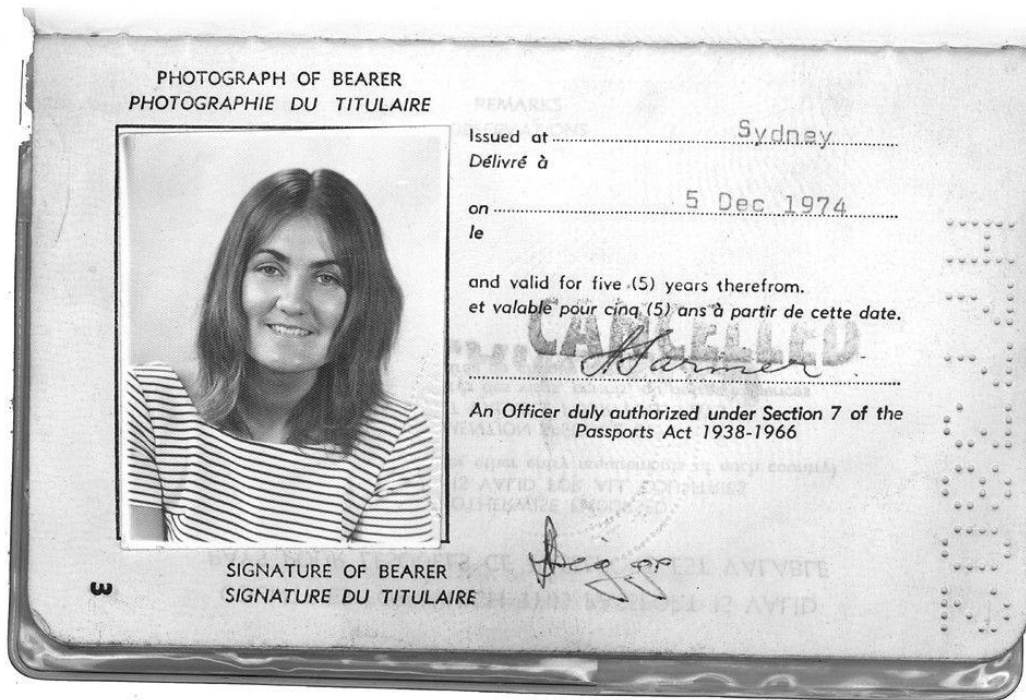 PHOTOGRAPH OF BEARER
PHOTOGRAPHIE DU TITULAIRE
REMARKS
Issued at Sydney
Délivré à
on 5 Dec 1974
le
and valid for five (5) years therefrom.
et valable pour cinq (5) ans à partir de cette date.
CANCELLED
An Officer duly authorized under Section 7 of the
Passports Act 1938-1966
SIGNATURE OF BEARER
SIGNATURE DU TITULAIRE
3